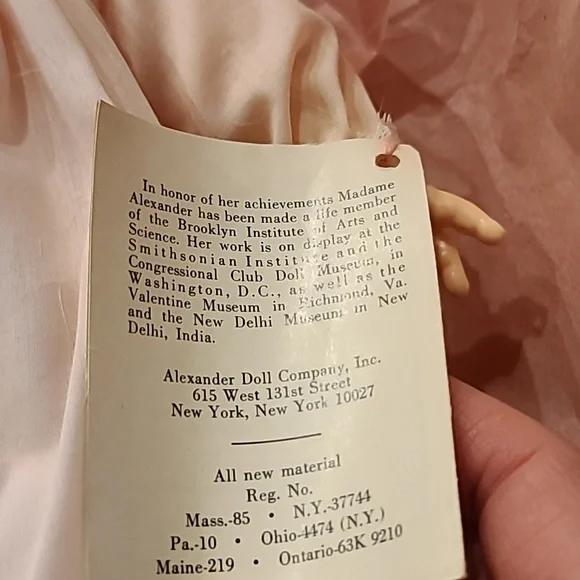 In honor of her achievements Madame
Alexander has been made a life member
of the Brooklyn Institute of Arts and
Science. Her work is on display at the
Smithsonian Institute and the
Congressional Club Doll Museum, in
Washington, D.C., as well as the
Valentine Museum in Richmond, Va.
and the New Delhi Museum in New
Delhi, India.
Alexander Doll Company, Inc.
615 West 131st Street
New York, New York 10027
All new material
Reg. No.
Mass.-85 • N.Y.-37744
Pa.-10 • Ohio-4474 (N.Y.)
Maine-219 • Ontario-63K 9210